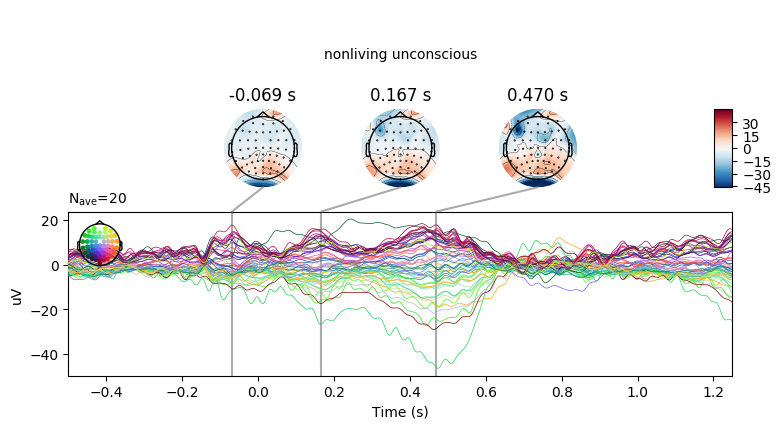 nonliving unconscious
-0.069 s 0.167 s 0.470 s
30
15
0
−15
−30
−45
Nave=20
20
0
−20
−40
uV
−0.4 −0.2 0.0 0.2 0.4 0.6 0.8 1.0 1.2
Time (s)